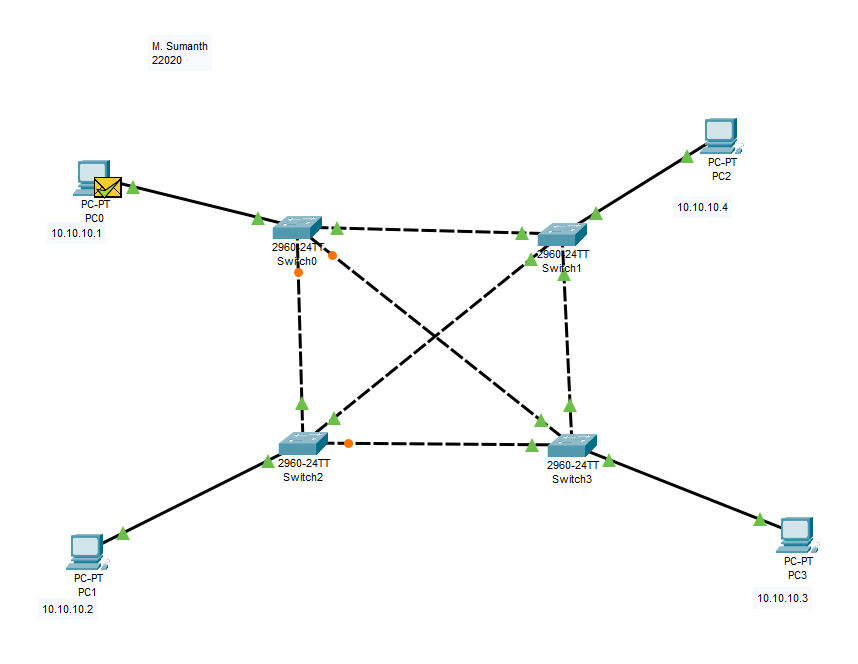 M. Sumanth
22020
PC-PT
PC2
10.10.10.4
PC-PT
PC0
10.10.10.1
2960-24TT
Switch0
2960-24TT
Switch1
2960-24TT
Switch2
2960-24TT
Switch3
PC-PT
PC1
10.10.10.2
PC-PT
PC3
10.10.10.3